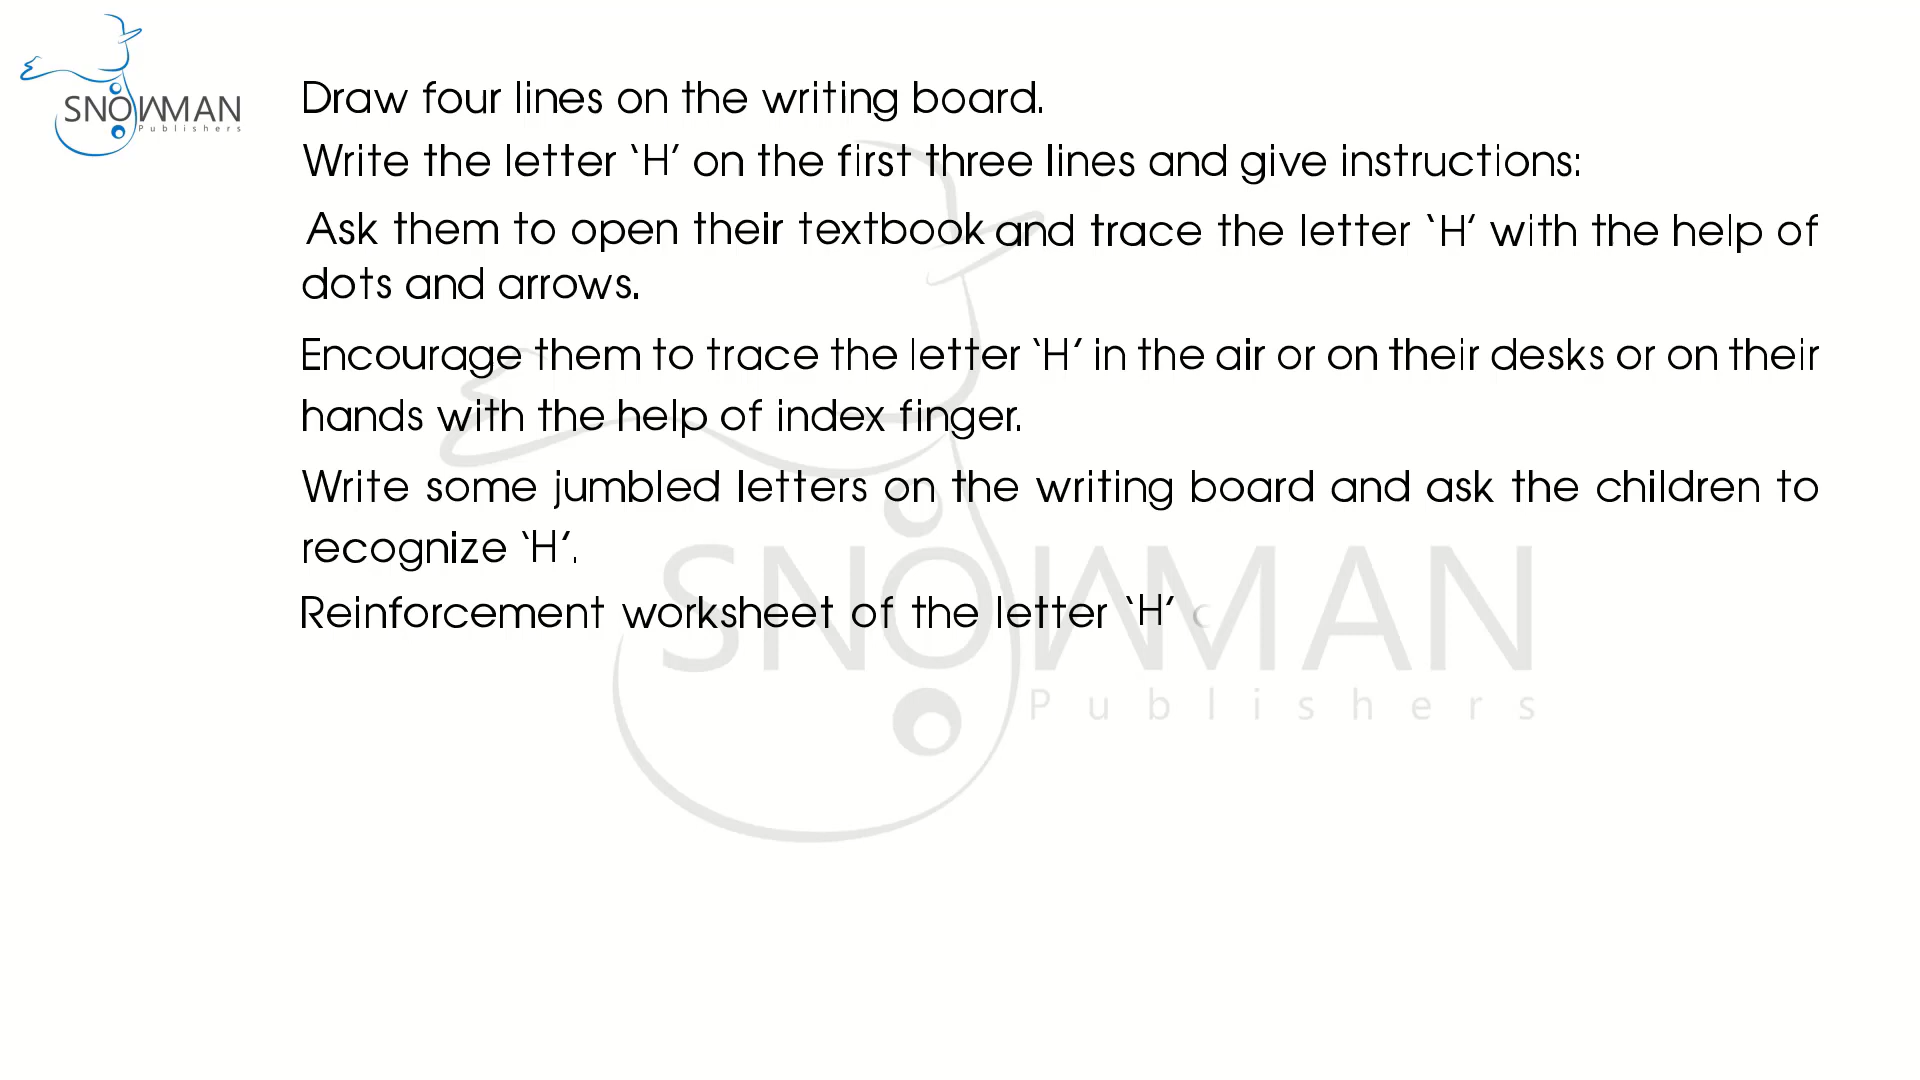 SNOWMAN
Publishers
Draw four lines on the writing board.
Write the letter ‘H’ on the first three lines and give instructions:
Ask them to open their textbook and trace the letter ‘H’ with the help of
dots and arrows.
Encourage them to trace the letter ‘H’ in the air or on their desks or on their
hands with the help of index finger.
Write some jumbled letters on the writing board and ask the children to
recognize ‘H’.
Reinforcement worksheet of the letter ‘H’ c
SNOWMAN
Publishers